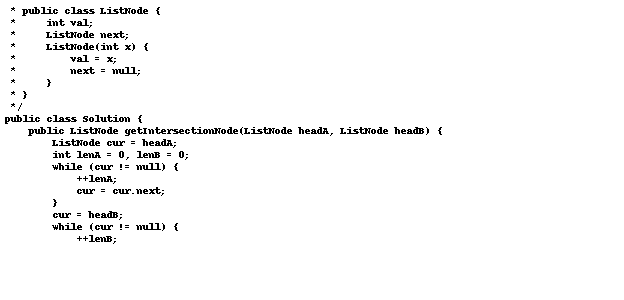 * public class ListNode {
 *     int val;
 *     ListNode next;
 *     ListNode(int x) {
 *         val = x;
 *         next = null;
 *     }
 * }
 */
public class Solution {
    public ListNode getIntersectionNode(ListNode headA, ListNode headB) {
        ListNode cur = headA;
        int lenA = 0, lenB = 0;
        while (cur != null) {
            ++lenA;
            cur = cur.next;
        }
        cur = headB;
        while (cur != null) {
            ++lenB;